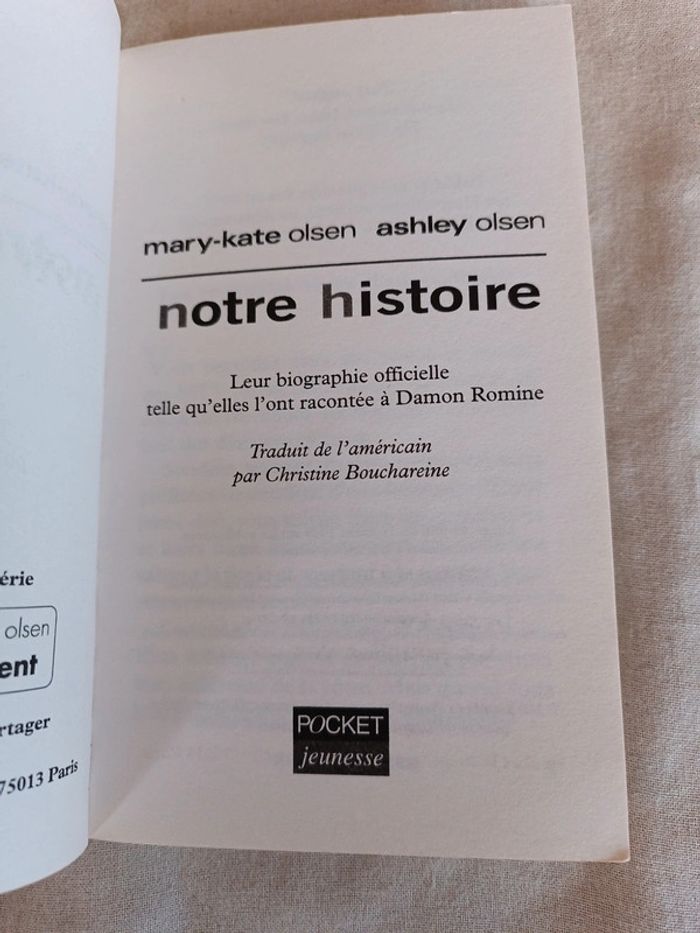 érie
olsen
ent
rtager
75013 Paris
mary-kate olsen ashley olsen
notre histoire
Leur biographie officielle
telle qu'elles l'ont racontée à Damon Romine
Traduit de l'américain
par Christine Bouchareine
POCKET
jeunesse